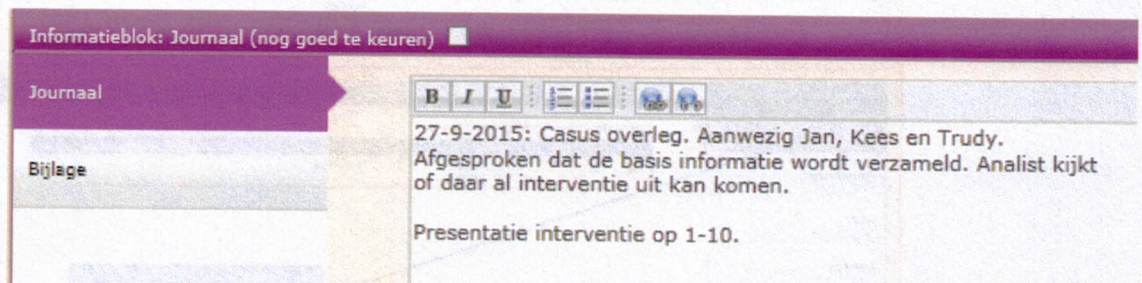 Informatieblok: Journaal (nog goed te keuren)
Journaal
Bijlage
B I U
27-9-2015: Casus overleg. Aanwezig Jan, Kees en Trudy.
Afgesproken dat de basis informatie wordt verzameld. Analist kijkt
of daar al interventie uit kan komen.
Presentatie interventie op 1-10.